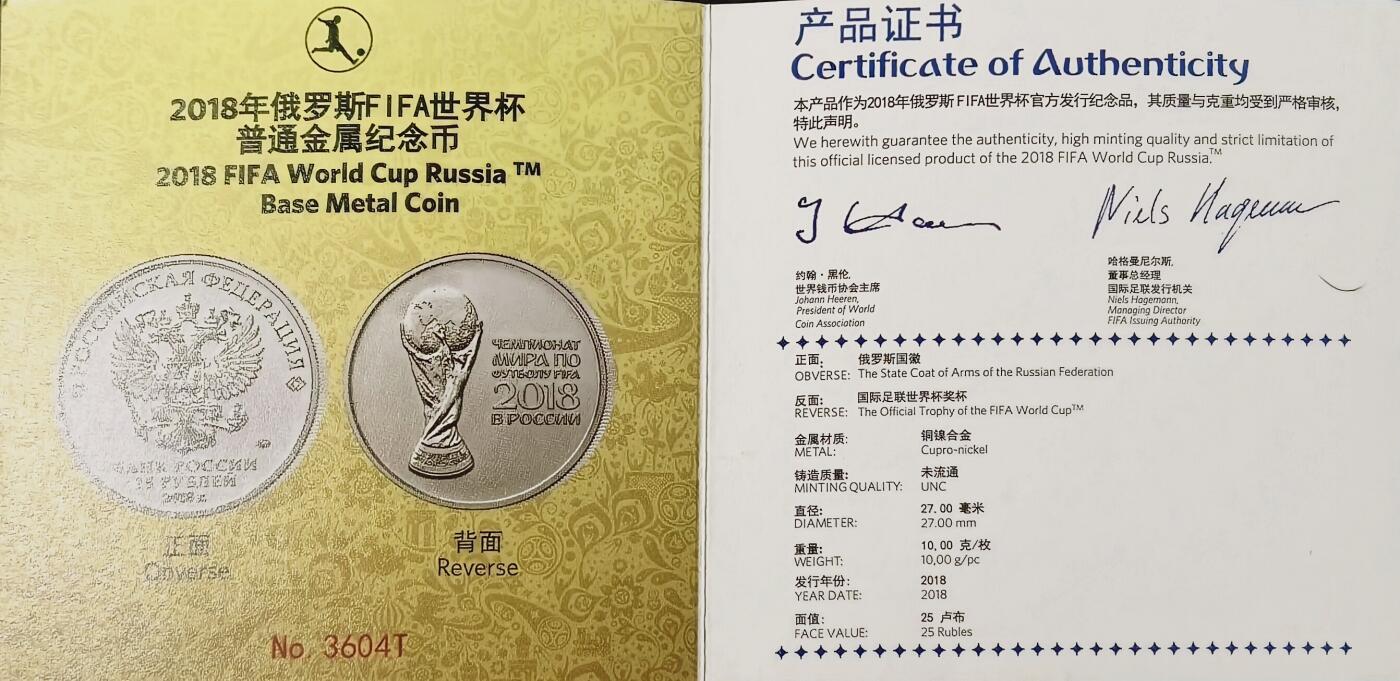 2018年俄罗斯FIFA世界杯
普通金属纪念币
2018 FIFA World Cup Russia ™
Base Metal Coin
РОССИЙСКАЯ ФЕДЕРАЦИЯ
БАНК РОССИИ
25 РУБЛЕЙ
2018 г.
ЧЕМПИОНАТ
МИРА ПО
ФУТБОЛУ FIFA
2018
В РОССИИ
正面
背面
Reverse
No. 3604T
产品证书
Certificate of Authenticity
本产品作为2018年俄罗斯FIFA世界杯官方发行纪念品，其质量与克重均受到严格审核，
特此声明。
We herewith guarantee the authenticity, high minting quality and strict limitation of
this official licensed product of the 2018 FIFA World Cup Russia.™
Niels Hagemann
约翰·黑伦,
世界钱币协会主席
Johann Heeren,
President of World
Coin Association
哈格曼尼尔斯,
董事总经理
国际足联发行机关
Niels Hagemann,
Managing Director
FIFA Issuing Authority
正面: 俄罗斯国徽
OBVERSE: The State Coat of Arms of the Russian Federation
反面: 国际足联世界杯奖杯
REVERSE: The Official Trophy of the FIFA World Cup™
金属材质: 铜镍合金
METAL: Cupro-nickel
铸造质量: 未流通
MINTING QUALITY: UNC
直径: 27.00 毫米
DIAMETER: 27.00 mm
重量: 10,00 克/枚
WEIGHT: 10,00 g/pc
发行年份: 2018
YEAR DATE: 2018
面值: 25 卢布
FACE VALUE: 25 Rubles